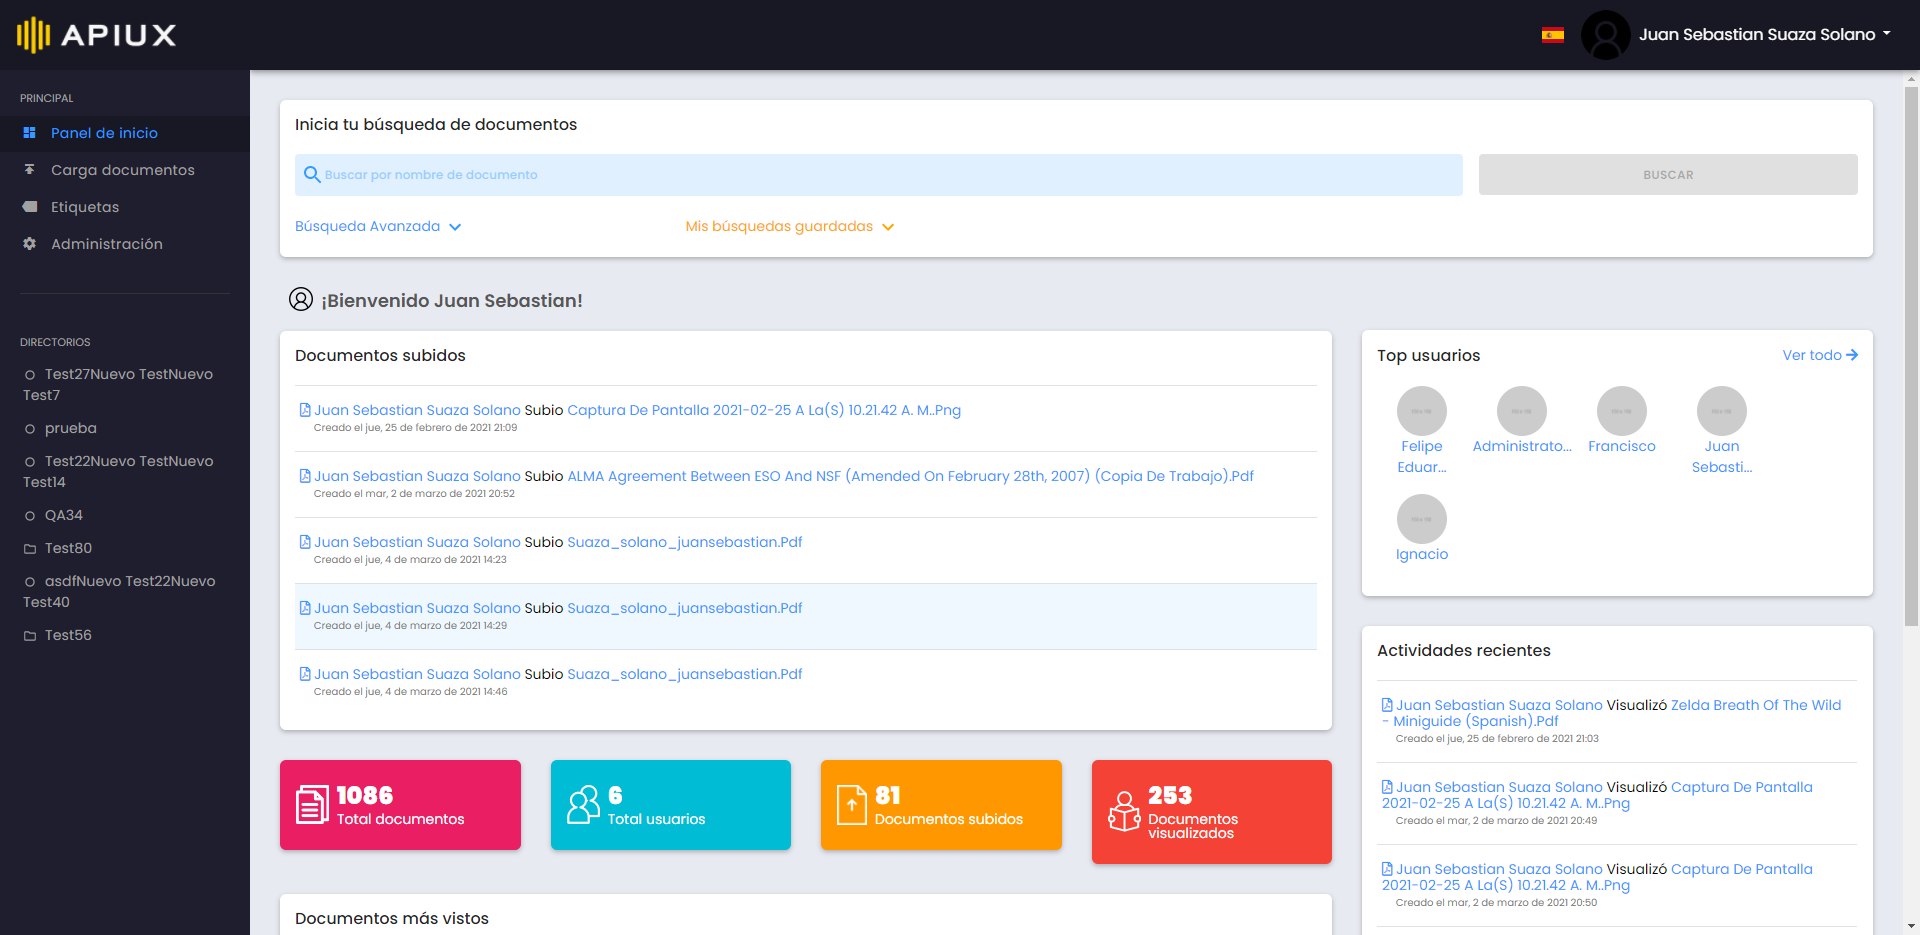 APIUX
Juan Sebastian Suaza Solano
PRINCIPAL
Panel de inicio
Carga documentos
Etiquetas
Administración
DIRECTORIOS
Test27Nuevo TestNuevo
Test7
prueba
Test22Nuevo TestNuevo
Test14
QA34
Test80
asdfNuevo Test22Nuevo
Test40
Test56
Inicia tu búsqueda de documentos
Buscar por nombre de documento
BUSCAR
Búsqueda Avanzada
Mis búsquedas guardadas
¡Bienvenido Juan Sebastian!
Documentos subidos
Juan Sebastian Suaza Solano Subio Captura De Pantalla 2021-02-25 A La(S) 10.21.42 A. M..Png
Creado el jue, 25 de febrero de 2021 21:09
Juan Sebastian Suaza Solano Subio ALMA Agreement Between ESO And NSF (Amended On February 28th, 2007) (Copia De Trabajo).Pdf
Creado el mar, 2 de marzo de 2021 20:52
Juan Sebastian Suaza Solano Subio Suaza_solano_juansebastian.Pdf
Creado el jue, 4 de marzo de 2021 14:23
Juan Sebastian Suaza Solano Subio Suaza_solano_juansebastian.Pdf
Creado el jue, 4 de marzo de 2021 14:29
Juan Sebastian Suaza Solano Subio Suaza_solano_juansebastian.Pdf
Creado el jue, 4 de marzo de 2021 14:46
1086
Total documentos
6
Total usuarios
81
Documentos subidos
253
Documentos
visualizados
Documentos más vistos
Top usuarios
Ver todo
Felipe
Eduar...
Administrato...
Francisco
Juan
Sebasti...
Ignacio
Actividades recientes
Juan Sebastian Suaza Solano Visualizó Zelda Breath Of The Wild
- Miniguide (Spanish).Pdf
Creado el jue, 25 de febrero de 2021 21:03
Juan Sebastian Suaza Solano Visualizó Captura De Pantalla
2021-02-25 A La(S) 10.21.42 A. M..Png
Creado el mar, 2 de marzo de 2021 20:49
Juan Sebastian Suaza Solano Visualizó Captura De Pantalla
2021-02-25 A La(S) 10.21.42 A. M..Png
Creado el mar, 2 de marzo de 2021 20:50